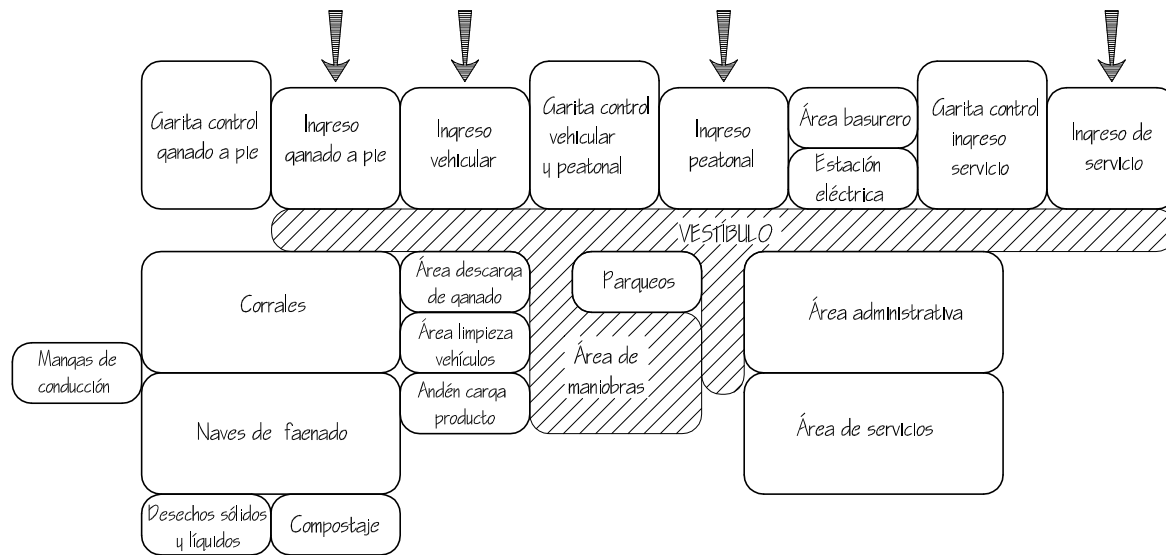 Garita control
ganado a pie
Ingreso
ganado a pie
Ingreso
vehicular
Garita control
vehicular
y peatonal
Ingreso
peatonal
Área basurero
Estación
eléctrica
Garita control
ingreso
servicio
Ingreso de
servicio
VESTÍBULO
Corrales
Área descarga
de ganado
Parqueos
Área administrativa
Área limpieza
vehículos
Área de
maniobras
Mangas de
conducción
Andén carga
producto
Naves de faenado
Área de servicios
Desechos sólidos
y líquidos
Compostaje